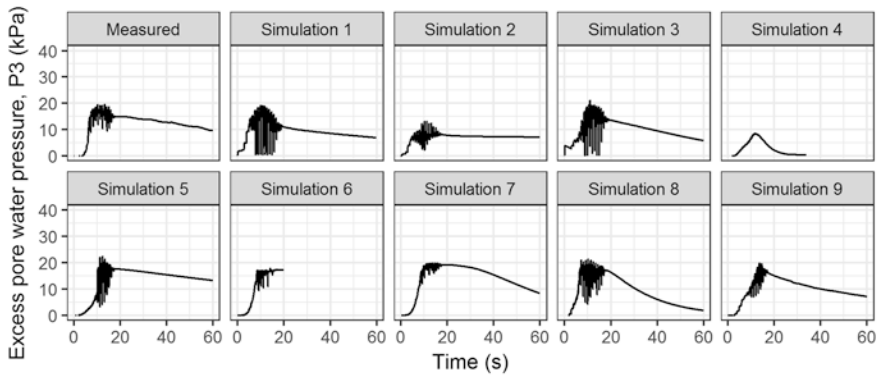 Excess pore water pressure, P3 (kPa)
Measured Simulation 1 Simulation 2 Simulation 3 Simulation 4
40
30
20
10
0
Simulation 5 Simulation 6 Simulation 7 Simulation 8 Simulation 9
40
30
20
10
0
0 20 40 60 0 20 40 60 0 20 40 60 0 20 40 60 0 20 40 60
Time (s)